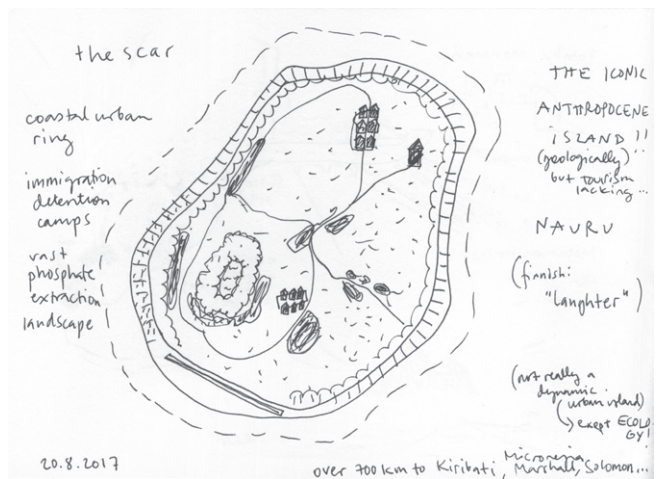 the scar
coastal urban
ring
immigration
detention
camps
vast
phosphate
extraction
landscape
20.8.2017
THE ICONIC
ANTHROPOCENE
ISLAND !!
(geologically)
but tourism
lacking...
NAURU
(finnish:
"laughter")
(not really a
dynamic
urban island)
↳ exept ECOLO
GY!
Micronesia,
over 700 km to Kiribati, Marshall, Solomon...